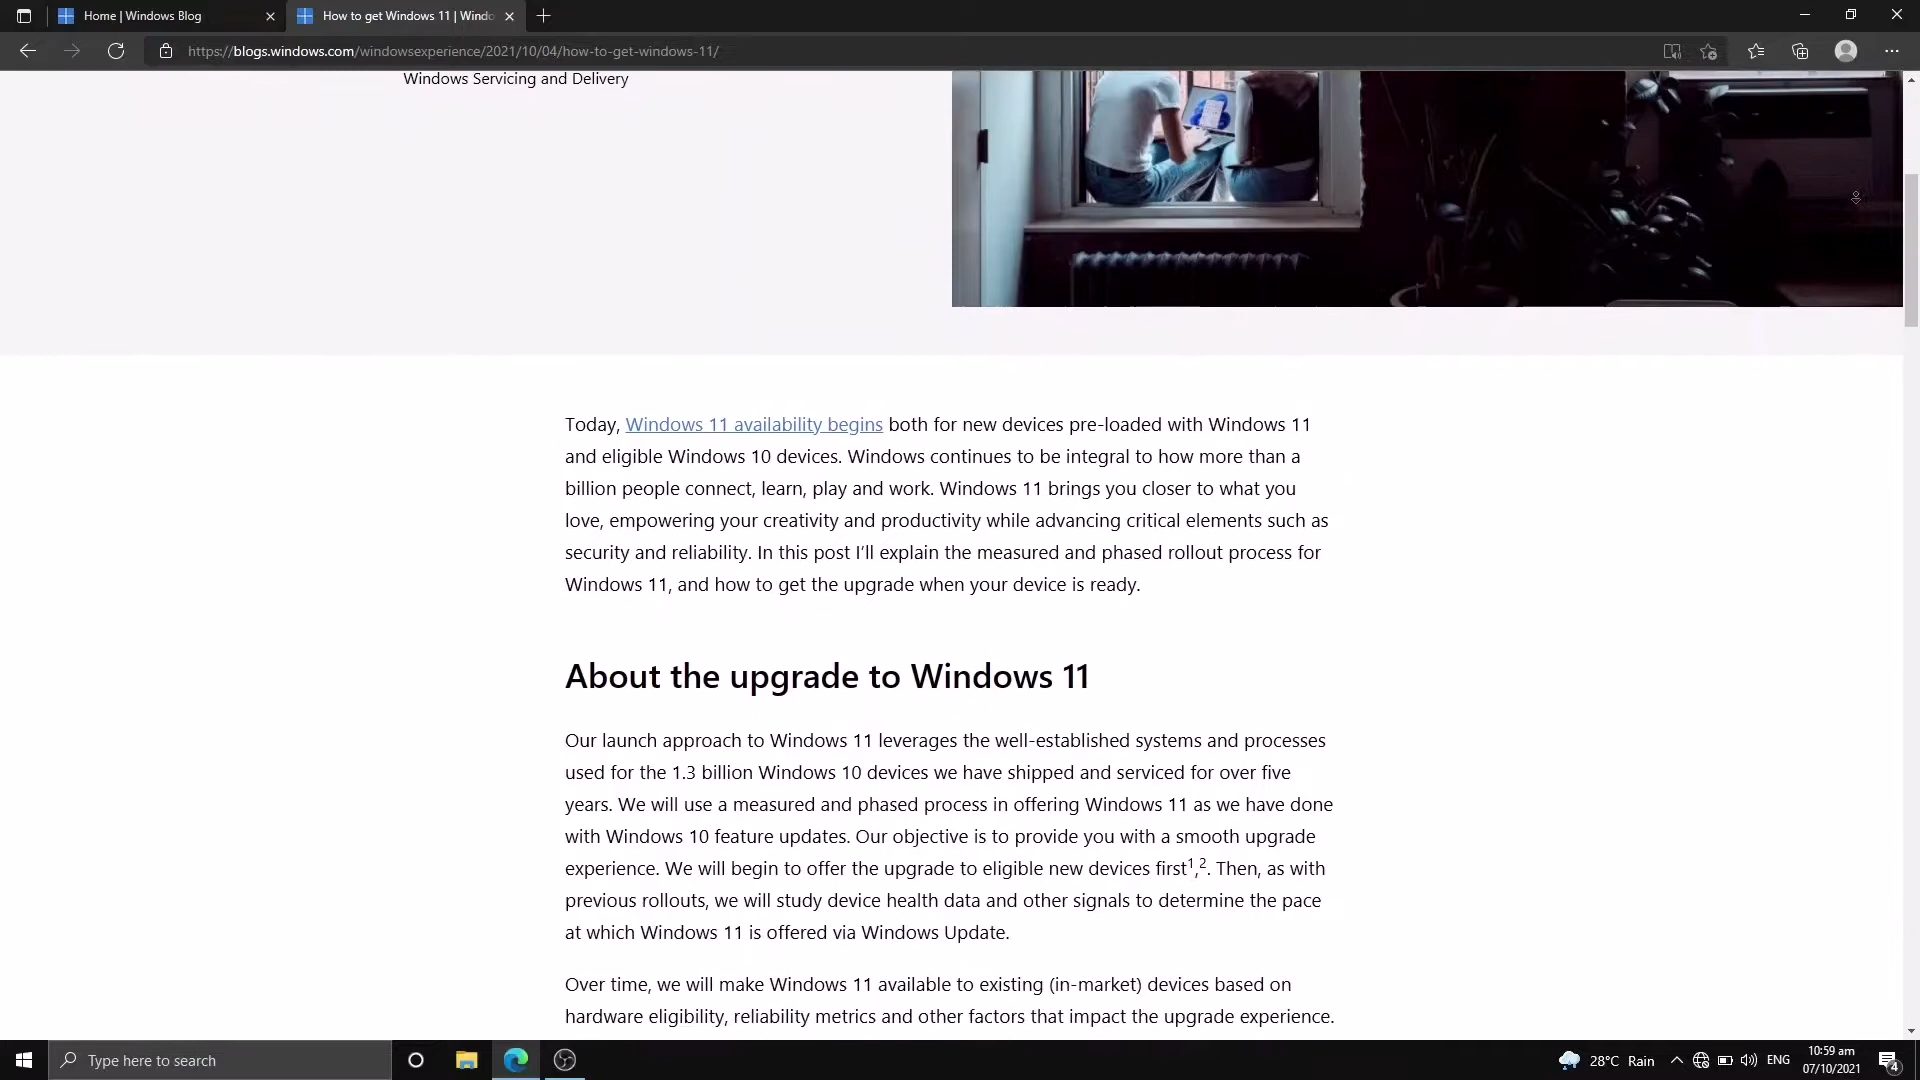 Home | Windows Blog
How to get Windows 11 | Windo
https://blogs.windows.com/windowsexperience/2021/10/04/how-to-get-windows-11/
Windows Servicing and Delivery
Today, Windows 11 availability begins both for new devices pre-loaded with Windows 11
and eligible Windows 10 devices. Windows continues to be integral to how more than a
billion people connect, learn, play and work. Windows 11 brings you closer to what you
love, empowering your creativity and productivity while advancing critical elements such as
security and reliability. In this post I’ll explain the measured and phased rollout process for
Windows 11, and how to get the upgrade when your device is ready.
About the upgrade to Windows 11
Our launch approach to Windows 11 leverages the well-established systems and processes
used for the 1.3 billion Windows 10 devices we have shipped and serviced for over five
years. We will use a measured and phased process in offering Windows 11 as we have done
with Windows 10 feature updates. Our objective is to provide you with a smooth upgrade
experience. We will begin to offer the upgrade to eligible new devices first1,2. Then, as with
previous rollouts, we will study device health data and other signals to determine the pace
at which Windows 11 is offered via Windows Update.
Over time, we will make Windows 11 available to existing (in-market) devices based on
hardware eligibility, reliability metrics and other factors that impact the upgrade experience.
Type here to search
28°C Rain
ENG
10:59 am
07/10/2021
4